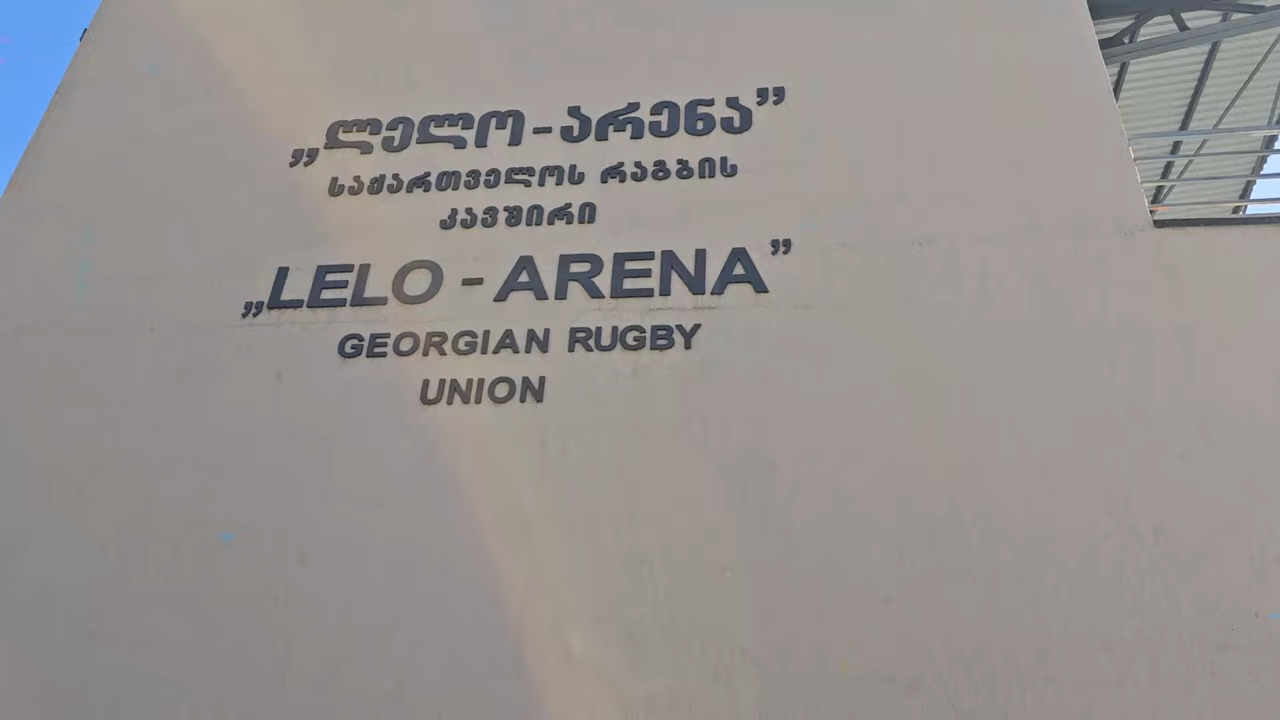 „ლელო-არენა”
საქართველოს რაგბის
კავშირი
„LELO - ARENA”
GEORGIAN RUGBY
UNION